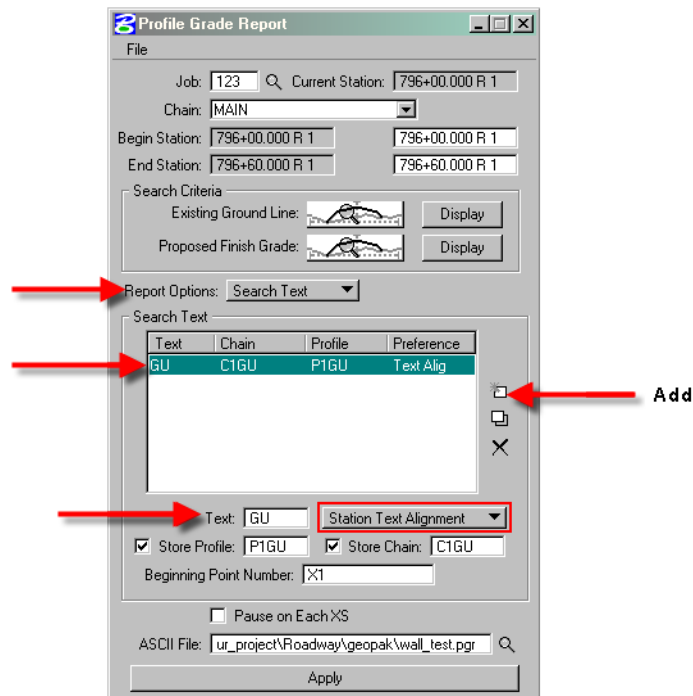 Profile Grade Report
File
Job: 123 Current Station: 796+00.000 R 1
Chain: MAIN
Begin Station: 796+00.000 R 1 796+00.000 R 1
End Station: 796+60.000 R 1 796+60.000 R 1
Search Criteria
Existing Ground Line: Display
Proposed Finish Grade: Display
Report Options: Search Text
Search Text
Text Chain Profile Preference
GU C1GU P1GU Text Alig
Add
Text: GU Station Text Alignment
Store Profile: P1GU Store Chain: C1GU
Beginning Point Number: X1
Pause on Each XS
ASCII File: ur_project\Roadway\geopak\wall_test.pgr
Apply